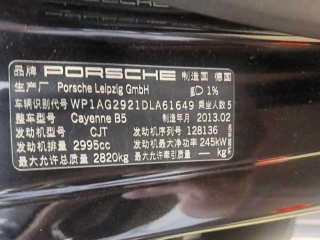 品牌 PORSCHE 制造国 德国
生产厂 Porsche Leipzig GmbH 1%
车辆识别代号 WP1AG2921DLA61649 乘坐人数 5
整车型号 Cayenne B5 制造年月 2013.02
发动机型号 CJT 发动机号 128136
发动机排量 2995cc 发动机最大净功率 245kW
最大允许总质量 2820kg 最大允许牵引质量 — kg